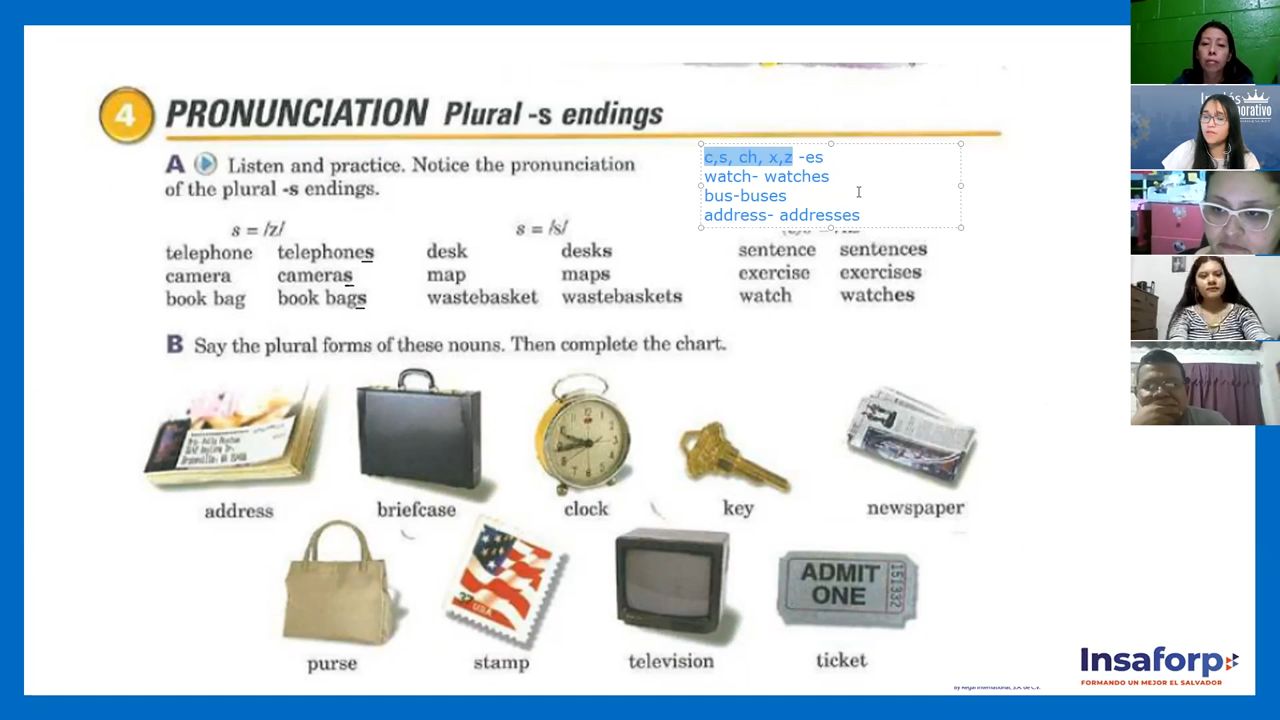 4 PRONUNCIATION Plural -s endings
A Listen and practice. Notice the pronunciation
of the plural -s endings.
c,s, ch, x,z -es
watch- watches
bus-buses
address- addresses
s = /z/ s = /s/
telephone telephones desk desks sentence sentences
camera cameras map maps exercise exercises
book bag book bags wastebasket wastebaskets watch watches
B Say the plural forms of these nouns. Then complete the chart.
address briefcase clock key newspaper
ADMIT
ONE
151332
37 USA
purse stamp television ticket
Insaforp
FORMANDO UN MEJOR EL SALVADOR